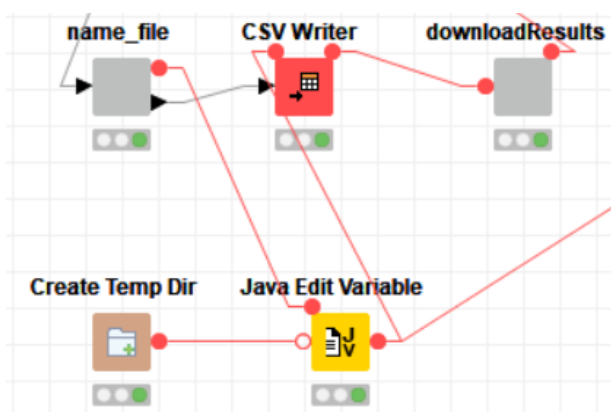 name_file
CSV Writer
downloadResults
Create Temp Dir
Java Edit Variable
J
V